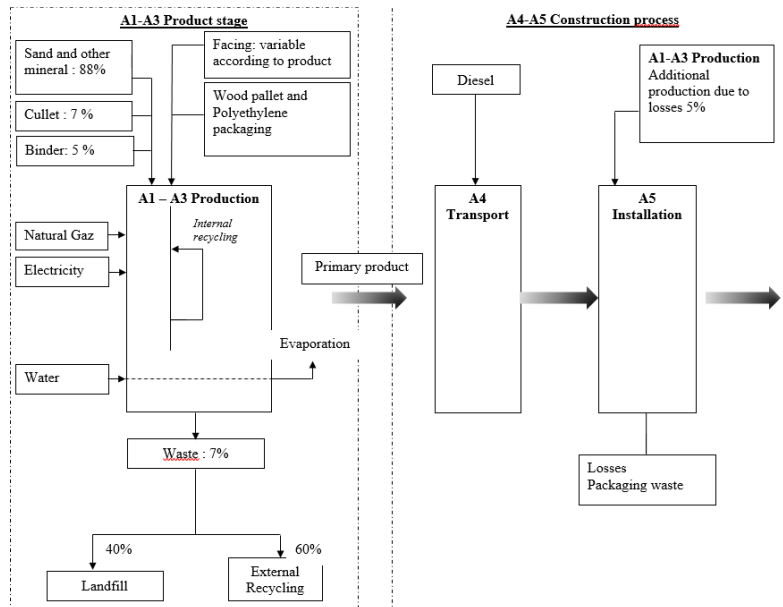 A1-A3 Product stage
Sand and other
mineral : 88%
Cullet : 7 %
Binder: 5 %
Facing: variable
according to product
Wood pallet and
Polyethylene
packaging
A1 – A3 Production
Internal
recycling
Natural Gaz
Electricity
Water
Evaporation
Waste : 7%
40%
60%
Landfill
External
Recycling
Primary product
A4-A5 Construction process
Diesel
A1-A3 Production
Additional
production due to
losses 5%
A4
Transport
A5
Installation
Losses
Packaging waste